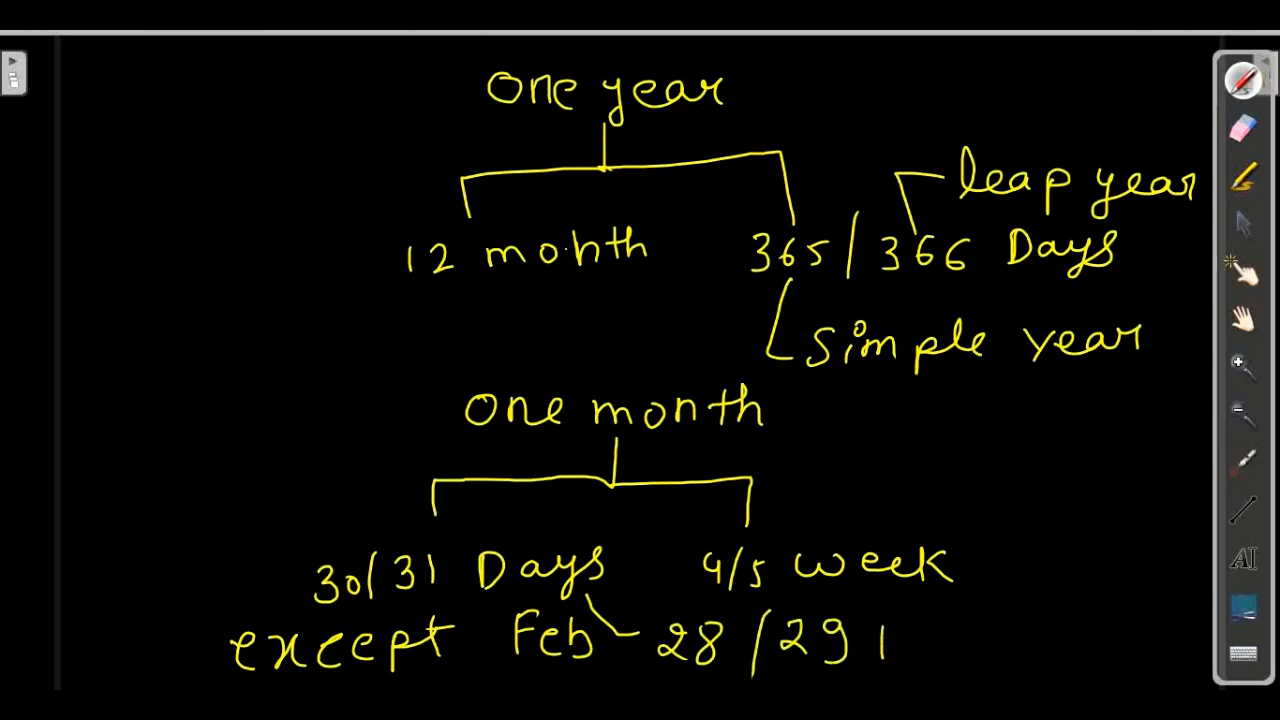 One year
leap year
12 month 365/366 Days
simple year
One month
30/31 Days 4/5 week
except Feb 28/29
AI